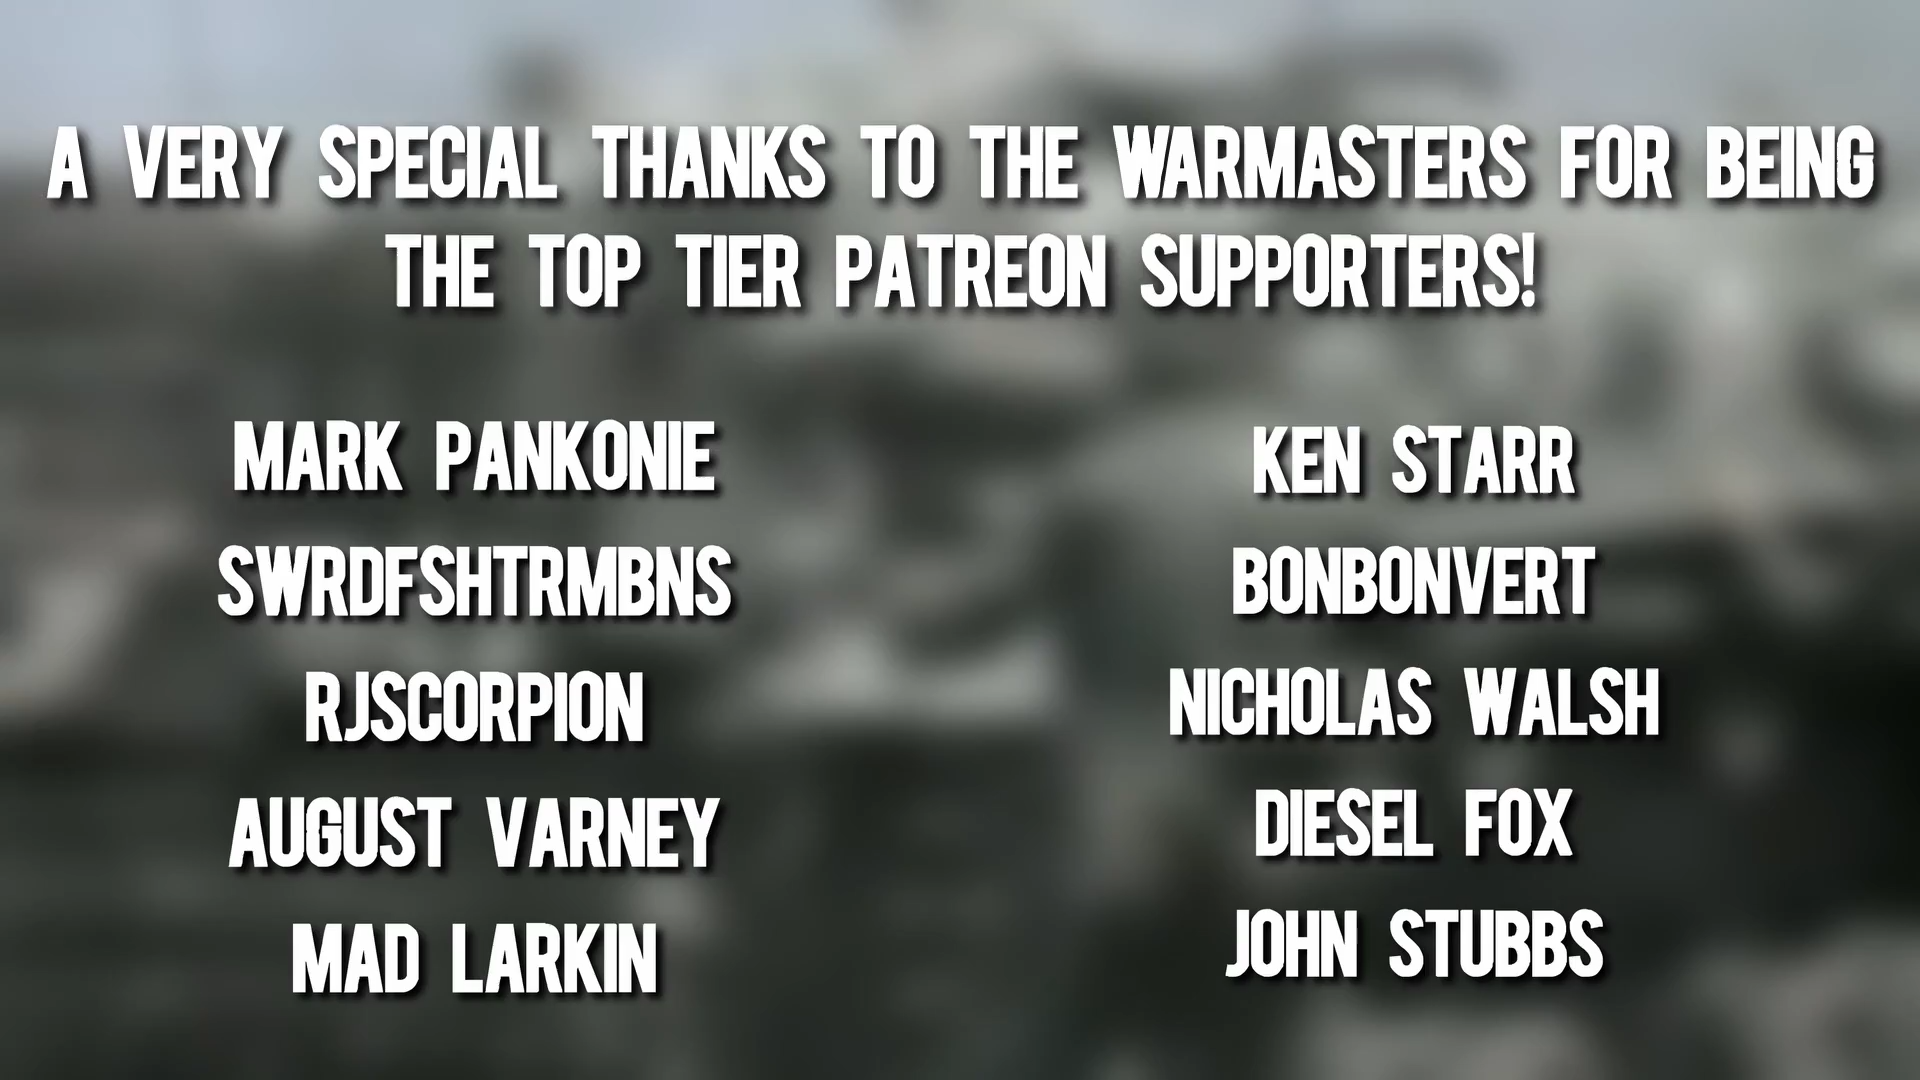 A VERY SPECIAL THANKS TO THE WARMASTERS FOR BEING
THE TOP TIER PATREON SUPPORTERS!
MARK PANKONIE
SWRDFSHTRMBNS
RJSCORPION
AUGUST VARNEY
MAD LARKIN
KEN STARR
BONBONVERT
NICHOLAS WALSH
DIESEL FOX
JOHN STUBBS